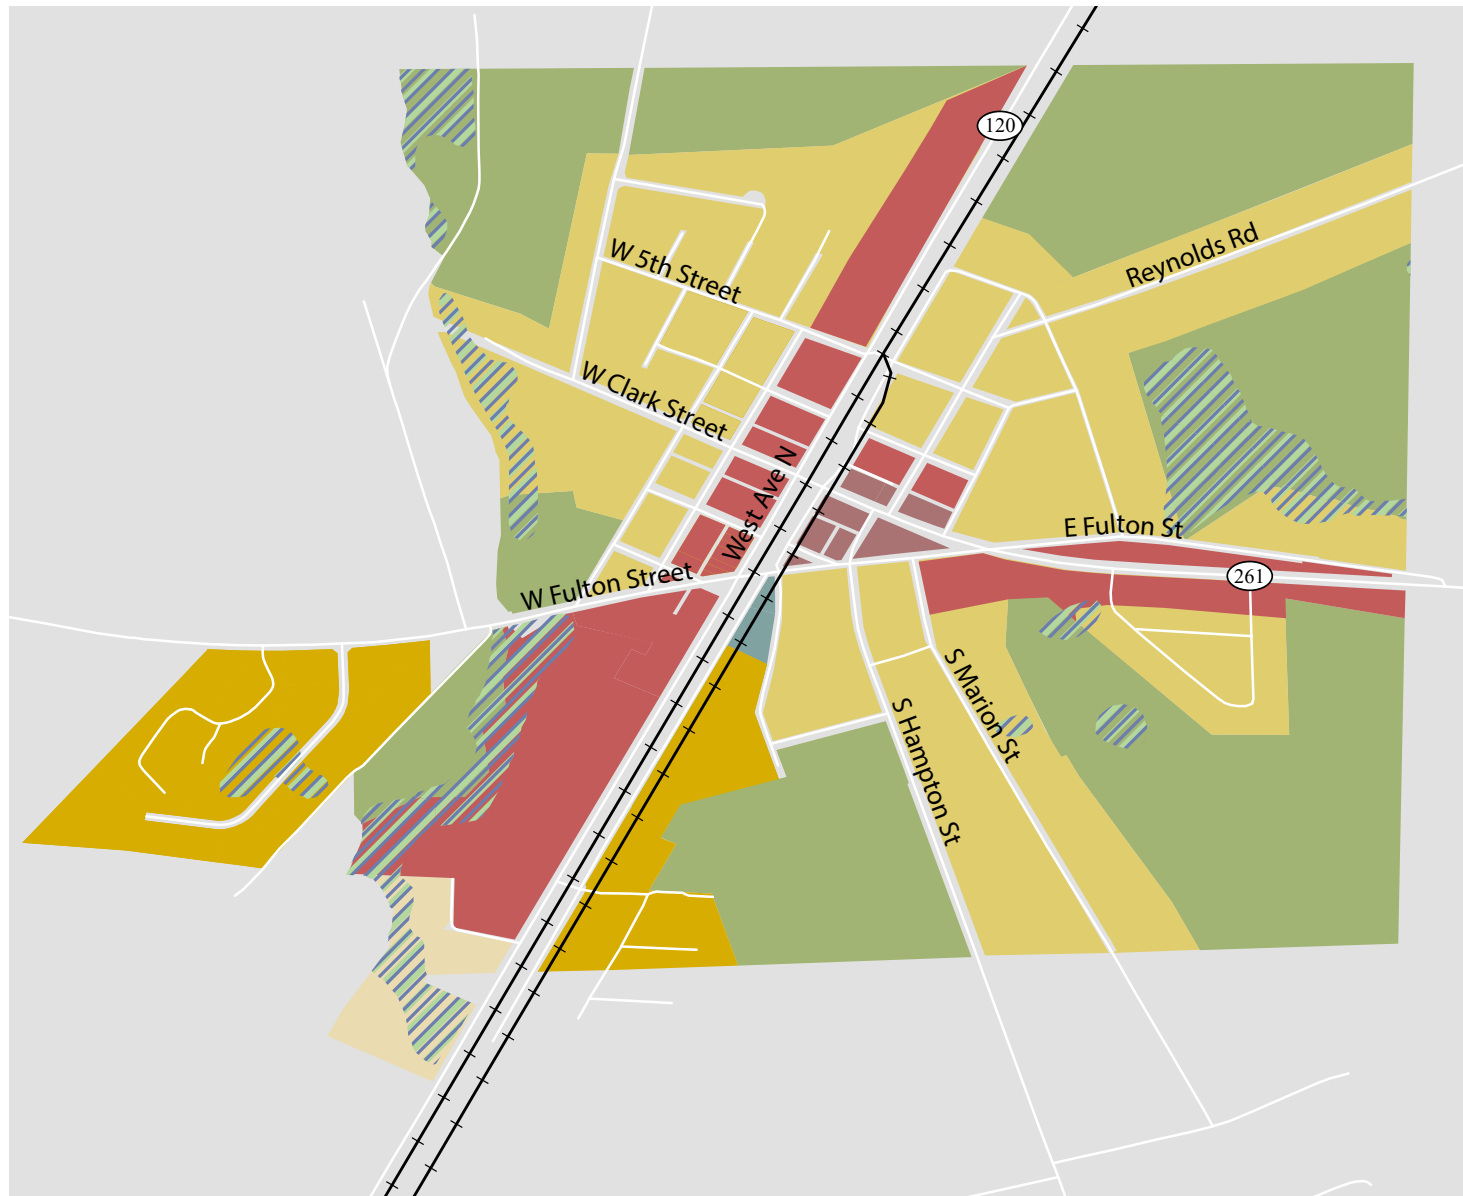 120
W 5th Street
Reynolds Rd
W Clark Street
West Ave N
E Fulton St
W Fulton Street
261
S Marion St
S Hampton St